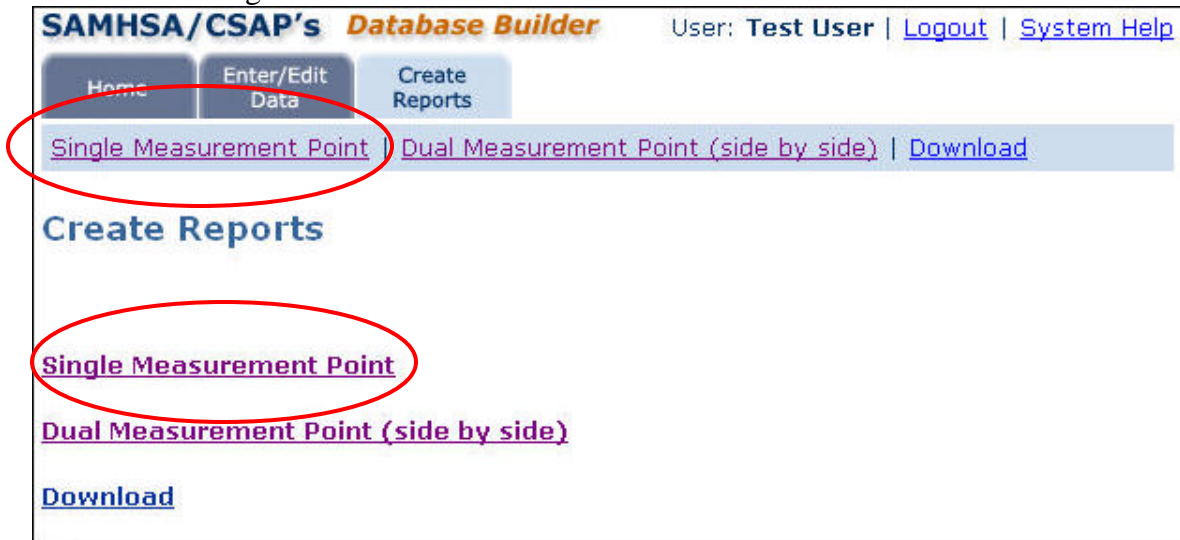 SAMHSA/CSAP's Database Builder User: Test User | Logout | System Help
Home Enter/Edit Data Create Reports
Single Measurement Point | Dual Measurement Point (side by side) | Download
Create Reports
Single Measurement Point
Dual Measurement Point (side by side)
Download